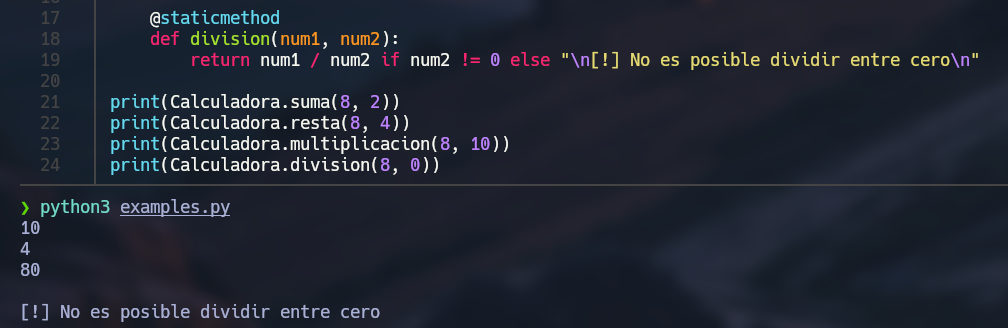 17 @staticmethod
18 def division(num1, num2):
19 return num1 / num2 if num2 != 0 else "\n[!] No es posible dividir entre cero\n"
20
21 print(Calculadora.suma(8, 2))
22 print(Calculadora.resta(8, 4))
23 print(Calculadora.multiplicacion(8, 10))
24 print(Calculadora.division(8, 0))
❯ python3 examples.py
10
4
80
[!] No es posible dividir entre cero